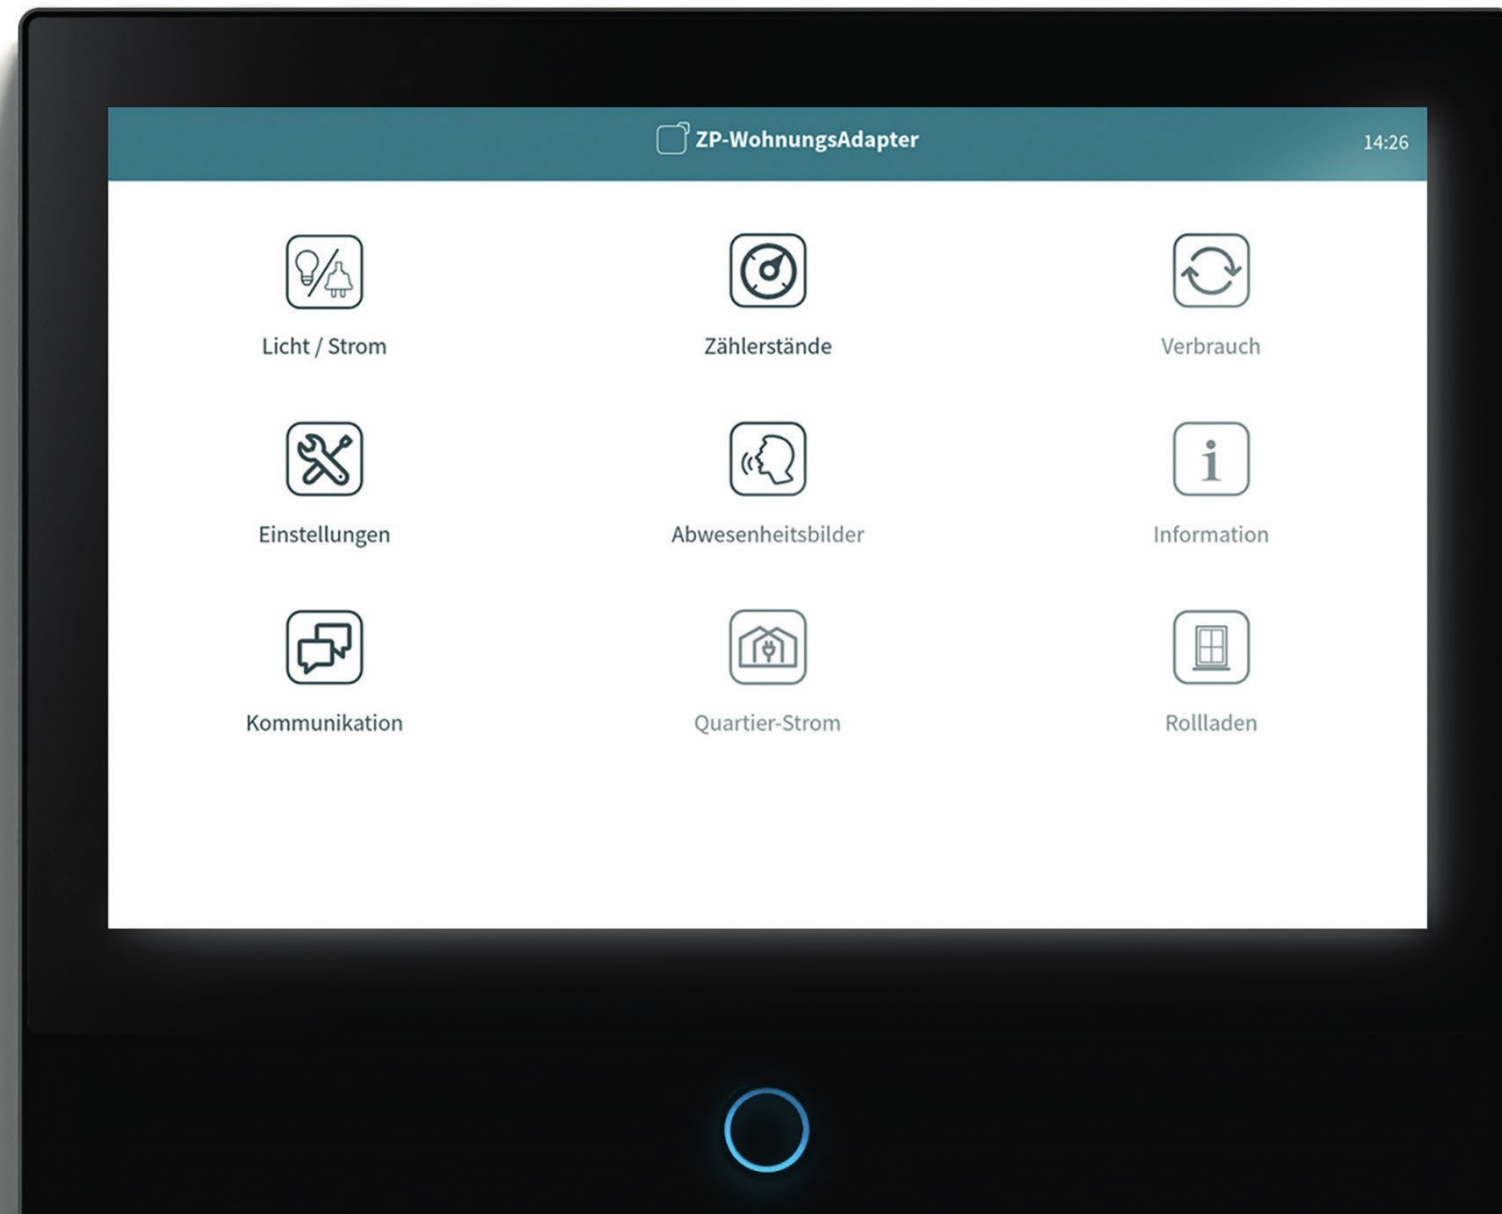 ZP-WohnungsAdapter
14:26
Licht / Strom
Zählerstände
Verbrauch
Einstellungen
Abwesenheitsbilder
Information
Kommunikation
Quartier-Strom
Rollladen